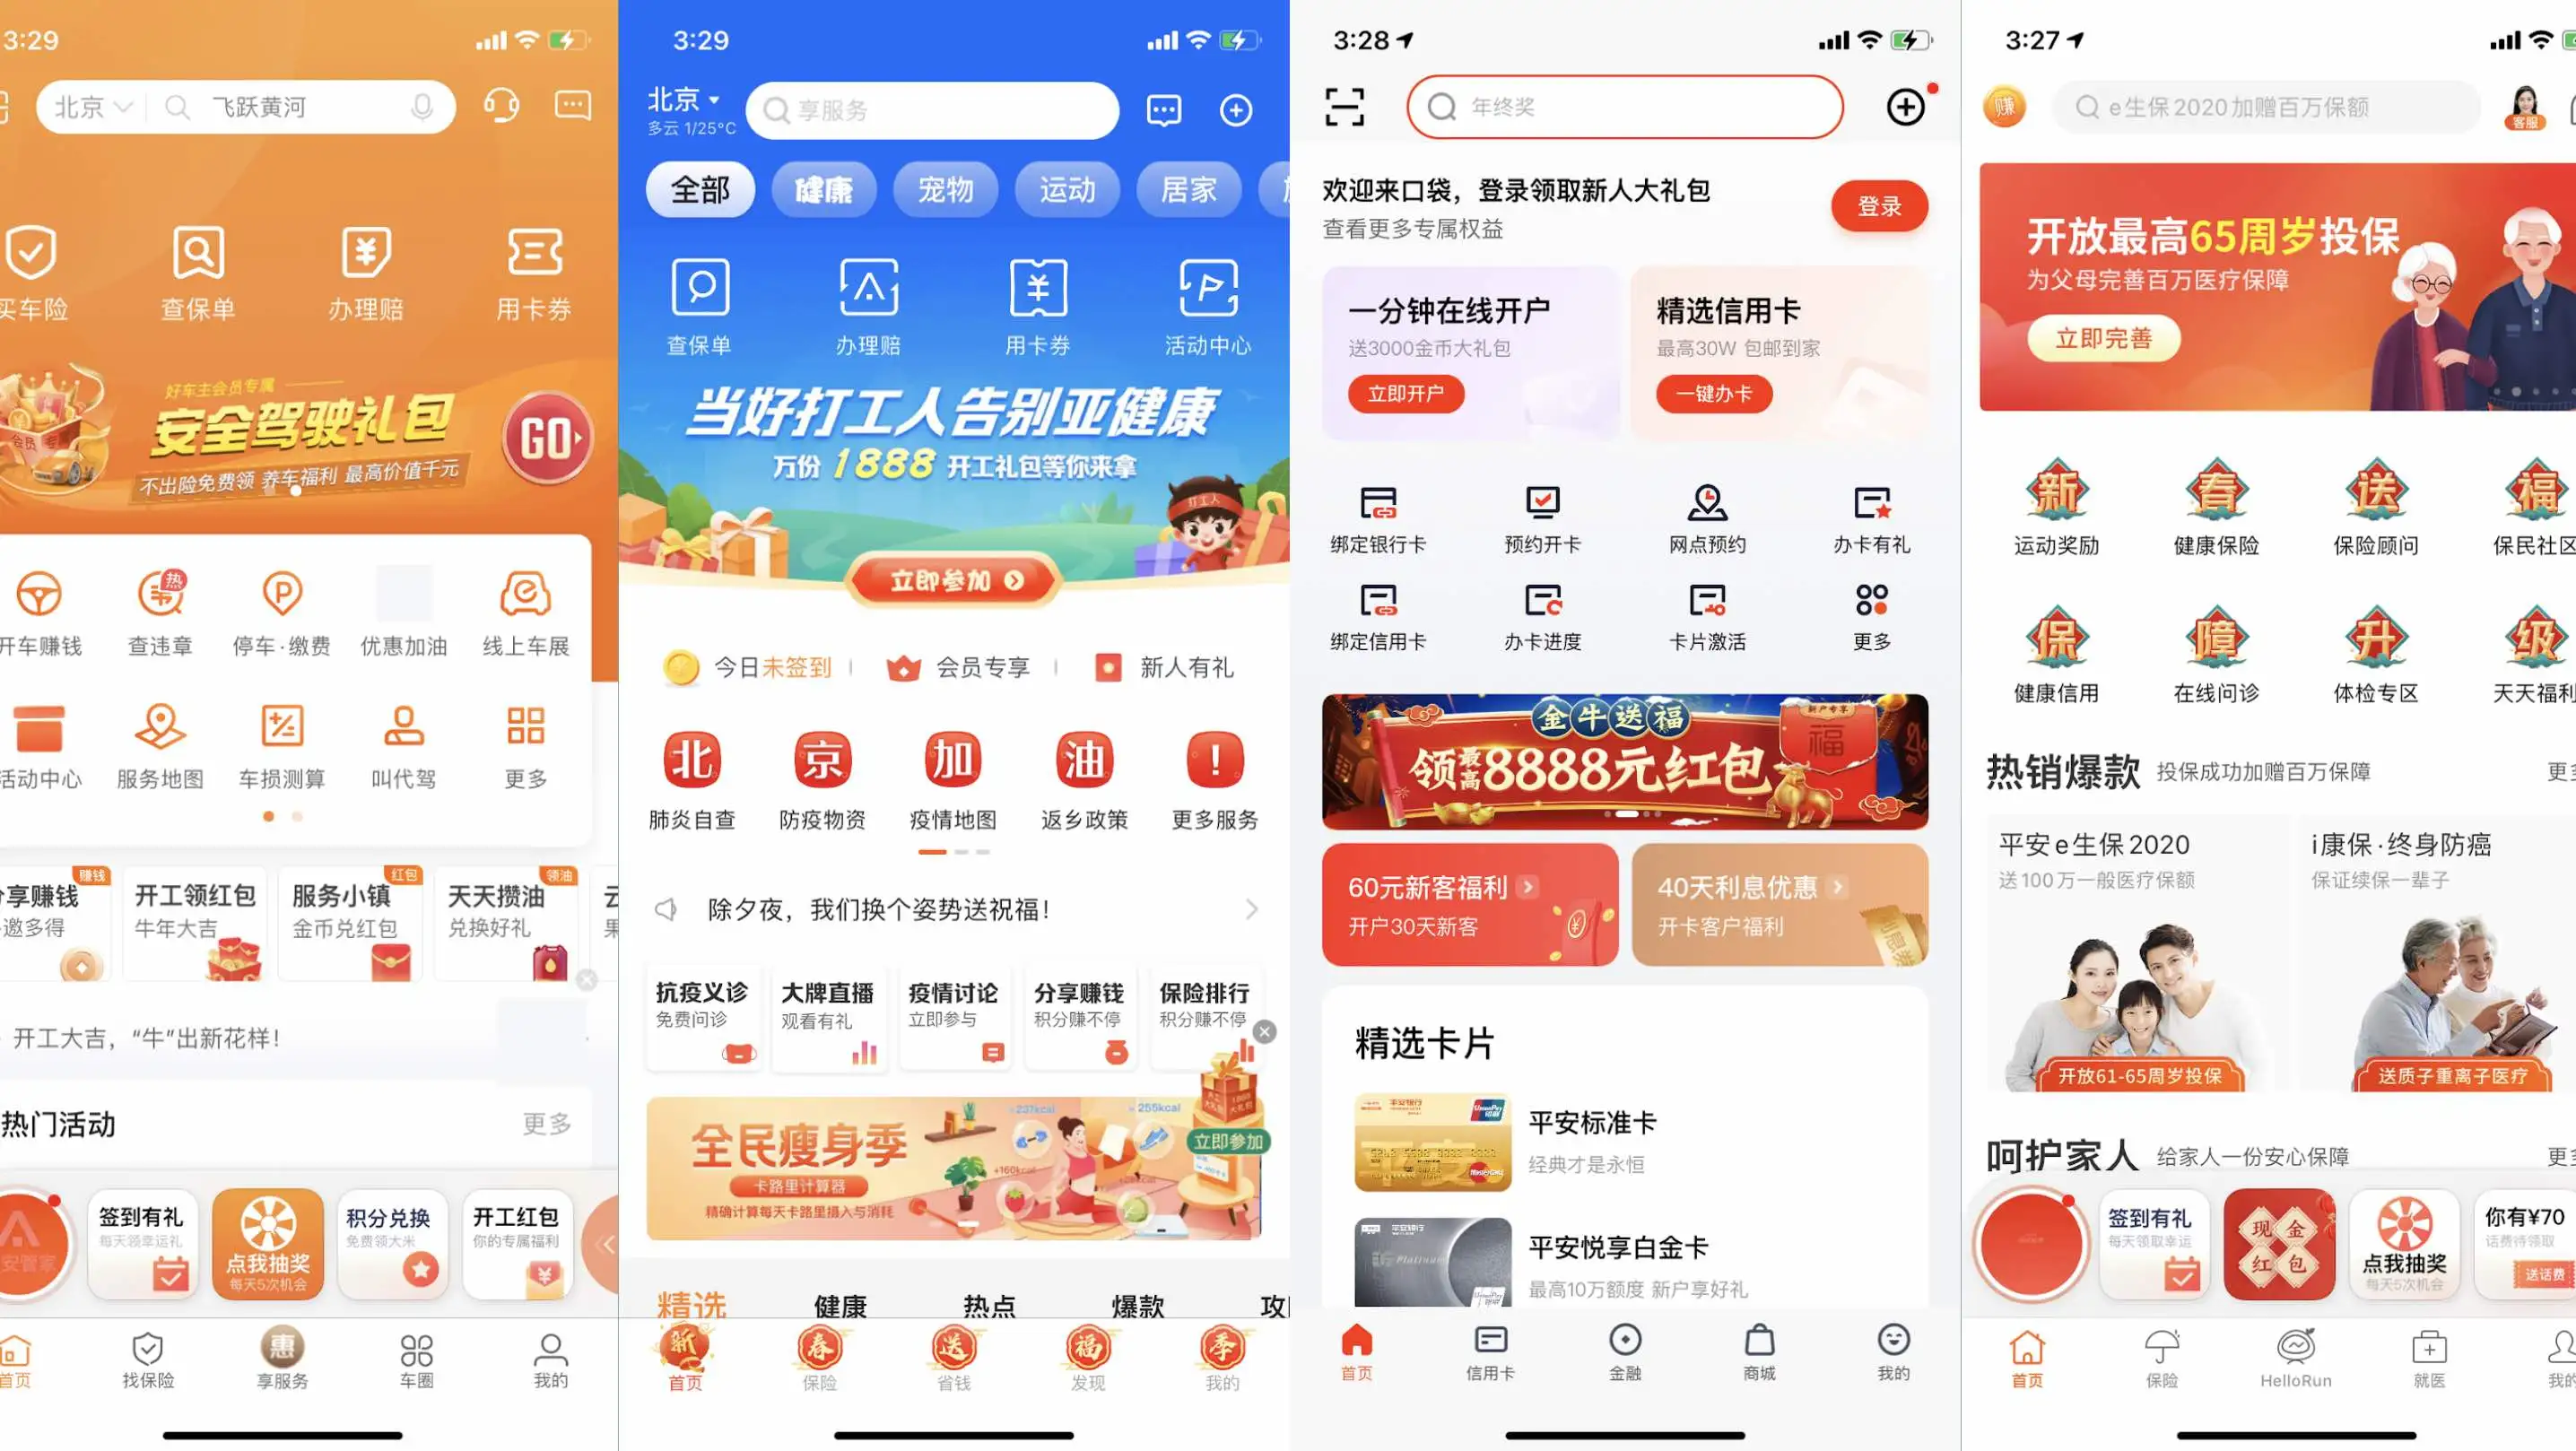 3:29
北京
飞跃黄河
买车险
查保单
办理赔
用卡券
好车主会员专属
安全驾驶礼包
不出险免费领 养车福利 最高价值千元
GO
开车赚钱
热
查违章
停车·缴费
优惠加油
线上车展
活动中心
服务地图
车损测算
叫代驾
更多
赚钱
分享赚钱
多邀多得
开工领红包
牛年大吉
红包
服务小镇
金币兑红包
领油
天天攒油
兑换好礼
开工大吉，“牛”出新花样！
热门活动
更多
签到有礼
每天领幸运礼
点我抽奖
每天5次机会
积分兑换
免费领大米
开工红包
你的专属福利
首页
找保险
惠
享服务
车圈
我的
3:29
北京
多云 1/25°C
享服务
全部
健康
宠物
运动
居家
查保单
办理赔
用卡券
活动中心
当好打工人告别亚健康
万份1888开工礼包等你来拿
打工人
立即参加
今日未签到
会员专享
新人有礼
北
京
加
油
！
肺炎自查
防疫物资
疫情地图
返乡政策
更多服务
除夕夜，我们换个姿势送祝福！
抗疫义诊
免费问诊
大牌直播
观看有礼
疫情讨论
立即参与
分享赚钱
积分赚不停
保险排行
积分赚不停
全民瘦身季
卡路里计算器
精确计算每天卡路里摄入与消耗
+237kcal
+160kcal
255kcal
立即参加
精选
健康
热点
爆款
新
春
送
福
季
首页
保险
省钱
发现
我的
3:28
年终奖
欢迎来口袋，登录领取新人大礼包
查看更多专属权益
登录
一分钟在线开户
送3000金币大礼包
立即开户
精选信用卡
最高30W 包邮到家
一键办卡
绑定银行卡
预约开卡
网点预约
办卡有礼
绑定信用卡
办卡进度
卡片激活
更多
金牛送福
领最高8888元红包
新户专享
福
60元新客福利
开户30天新客
40天利息优惠
开卡客户福利
精选卡片
平安标准卡
经典才是永恒
平安悦享白金卡
最高10万额度 新户享好礼
首页
信用卡
金融
商城
我的
3:27
赚
e生保2020加赠百万保额
客服
开放最高65周岁投保
为父母完善百万医疗保障
立即完善
新
春
送
福
运动奖励
健康保险
保险顾问
保民社区
保
障
升
级
健康信用
在线问诊
体检专区
天天福利
热销爆款
投保成功加赠百万保障
更多
平安e生保2020
送100万一般医疗保额
开放61-65周岁投保
i康保·终身防癌
保证续保一辈子
送质子重离子医疗
呵护家人
给家人一份安心保障
更多
签到有礼
每天领取幸运
现金红包
点我抽奖
每天5次机会
你有¥70
话费待领取
送话费
首页
保险
HelloRun
就医
我的